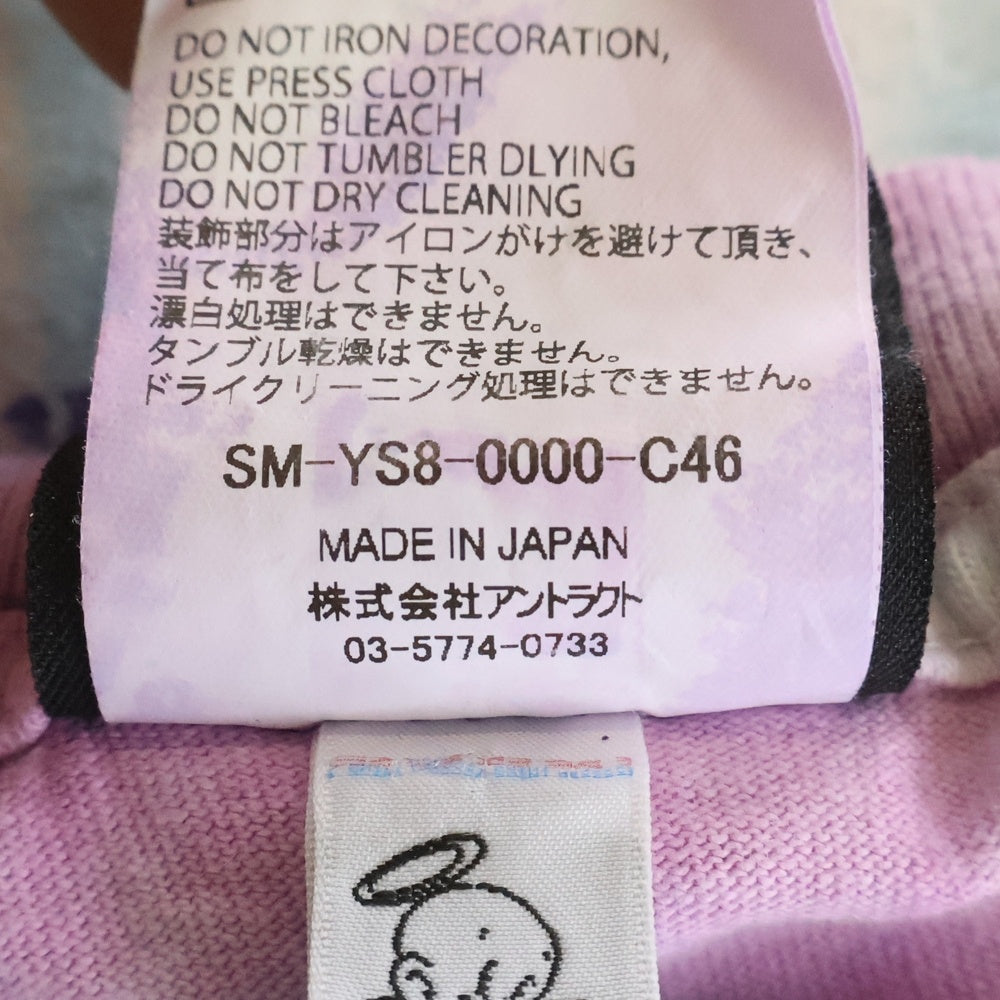 DO NOT IRON DECORATION,
USE PRESS CLOTH
DO NOT BLEACH
DO NOT TUMBLER DLYING
DO NOT DRY CLEANING
装飾部分はアイロンがけを避けて頂き、
当て布をして下さい。
漂白処理はできません。
タンブル乾燥はできません。
ドライクリーニング処理はできません。
SM-YS8-0000-C46
MADE IN JAPAN
株式会社アントラクト
03-5774-0733